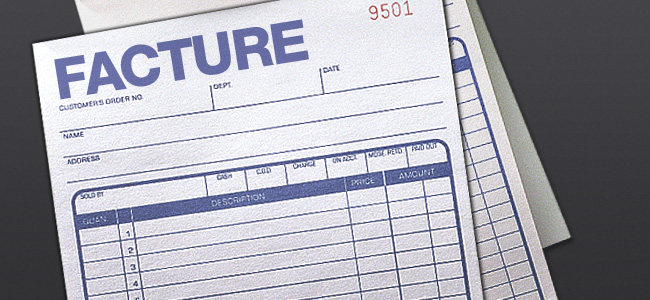 9501
FACTURE
CUSTOMER'S ORDER NO.
DEPT.
DATE
NAME
ADDRESS
SOLD BY
CASH
C.O.D.
CHARGE
ON ACCT.
MDSE. RETD.
PAID OUT
QUAN.
DESCRIPTION
PRICE
AMOUNT
1
2
3
4
5